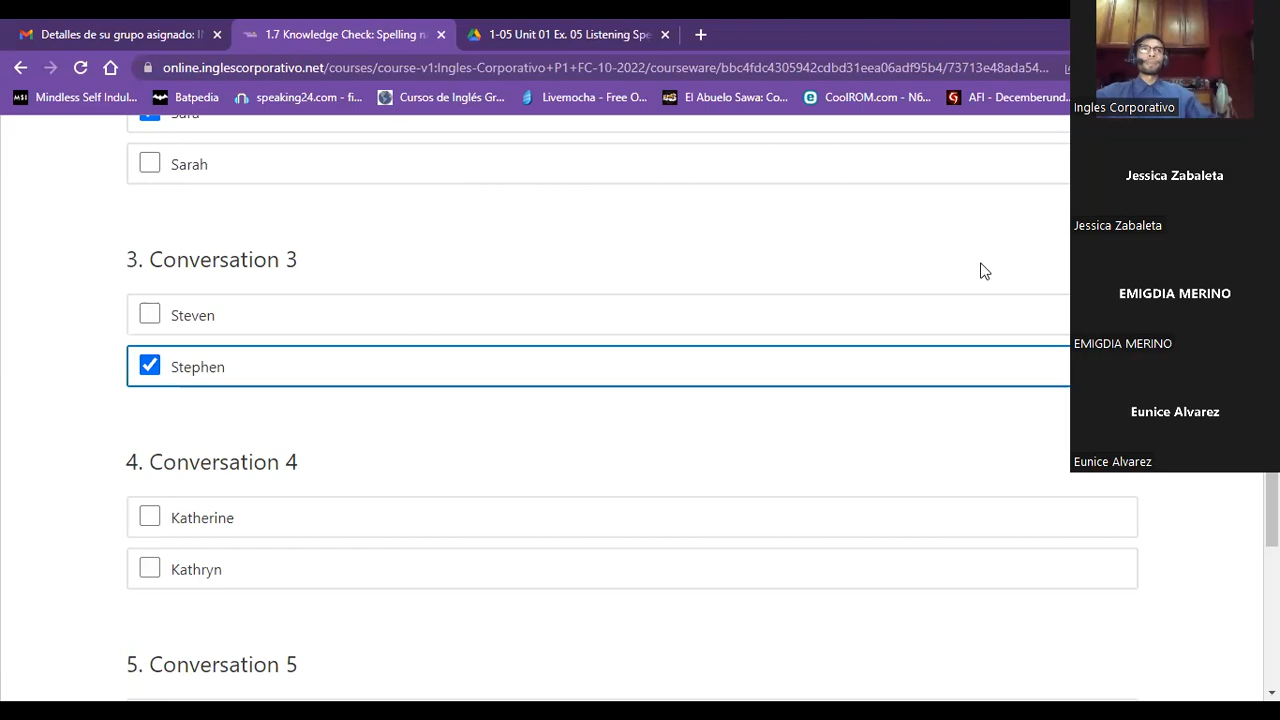 Detalles de su grupo asignado: I
1.7 Knowledge Check: Spelling n
1-05 Unit 01 Ex. 05 Listening Spe
online.inglescorporativo.net/courses/course-v1:Ingles-Corporativo+P1+FC-10-2022/courseware/bbc4fdc4305942cdbd31eea06adf95b4/73713e48ada54...
Mindless Self Indul...
Batpedia
speaking24.com - fi...
Cursos de Inglés Gr...
Livemocha - Free O...
El Abuelo Sawa: Co...
CoolROM.com - N6...
AFI - Decemberund...
Sara
Sarah
3. Conversation 3
Steven
Stephen
4. Conversation 4
Katherine
Kathryn
5. Conversation 5
Ingles Corporativo
Jessica Zabaleta
Jessica Zabaleta
EMIGDIA MERINO
EMIGDIA MERINO
Eunice Alvarez
Eunice Alvarez